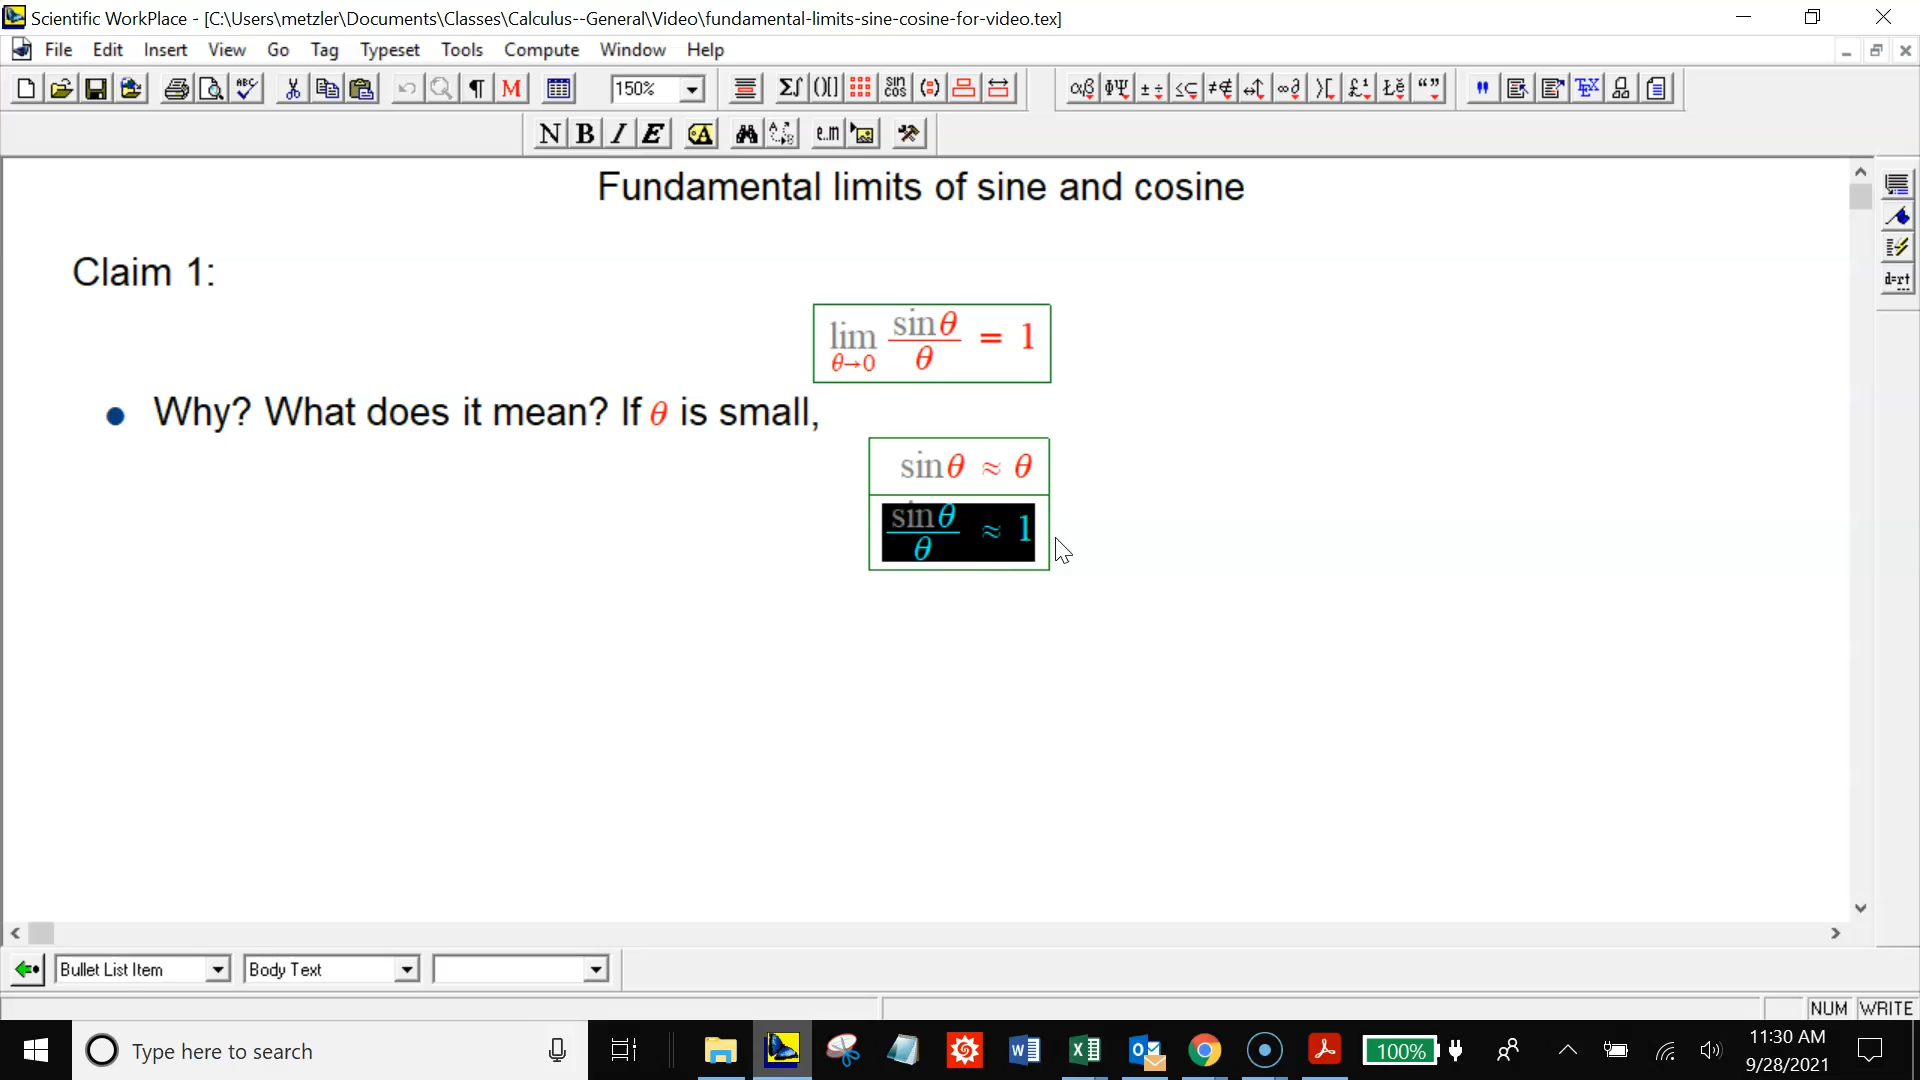 Scientific WorkPlace - [C:\Users\metzler\Documents\Classes\Calculus--General\Video\fundamental-limits-sine-cosine-for-video.tex]
File Edit Insert View Go Tag Typeset Tools Compute Window Help
150%
N B I E
Fundamental limits of sine and cosine
Claim 1:
lim θ→0 sinθ/θ = 1
• Why? What does it mean? If θ is small,
sinθ ≈ θ
sinθ/θ ≈ 1
Bullet List Item Body Text
NUM WRITE
Type here to search
100%
11:30 AM
9/28/2021